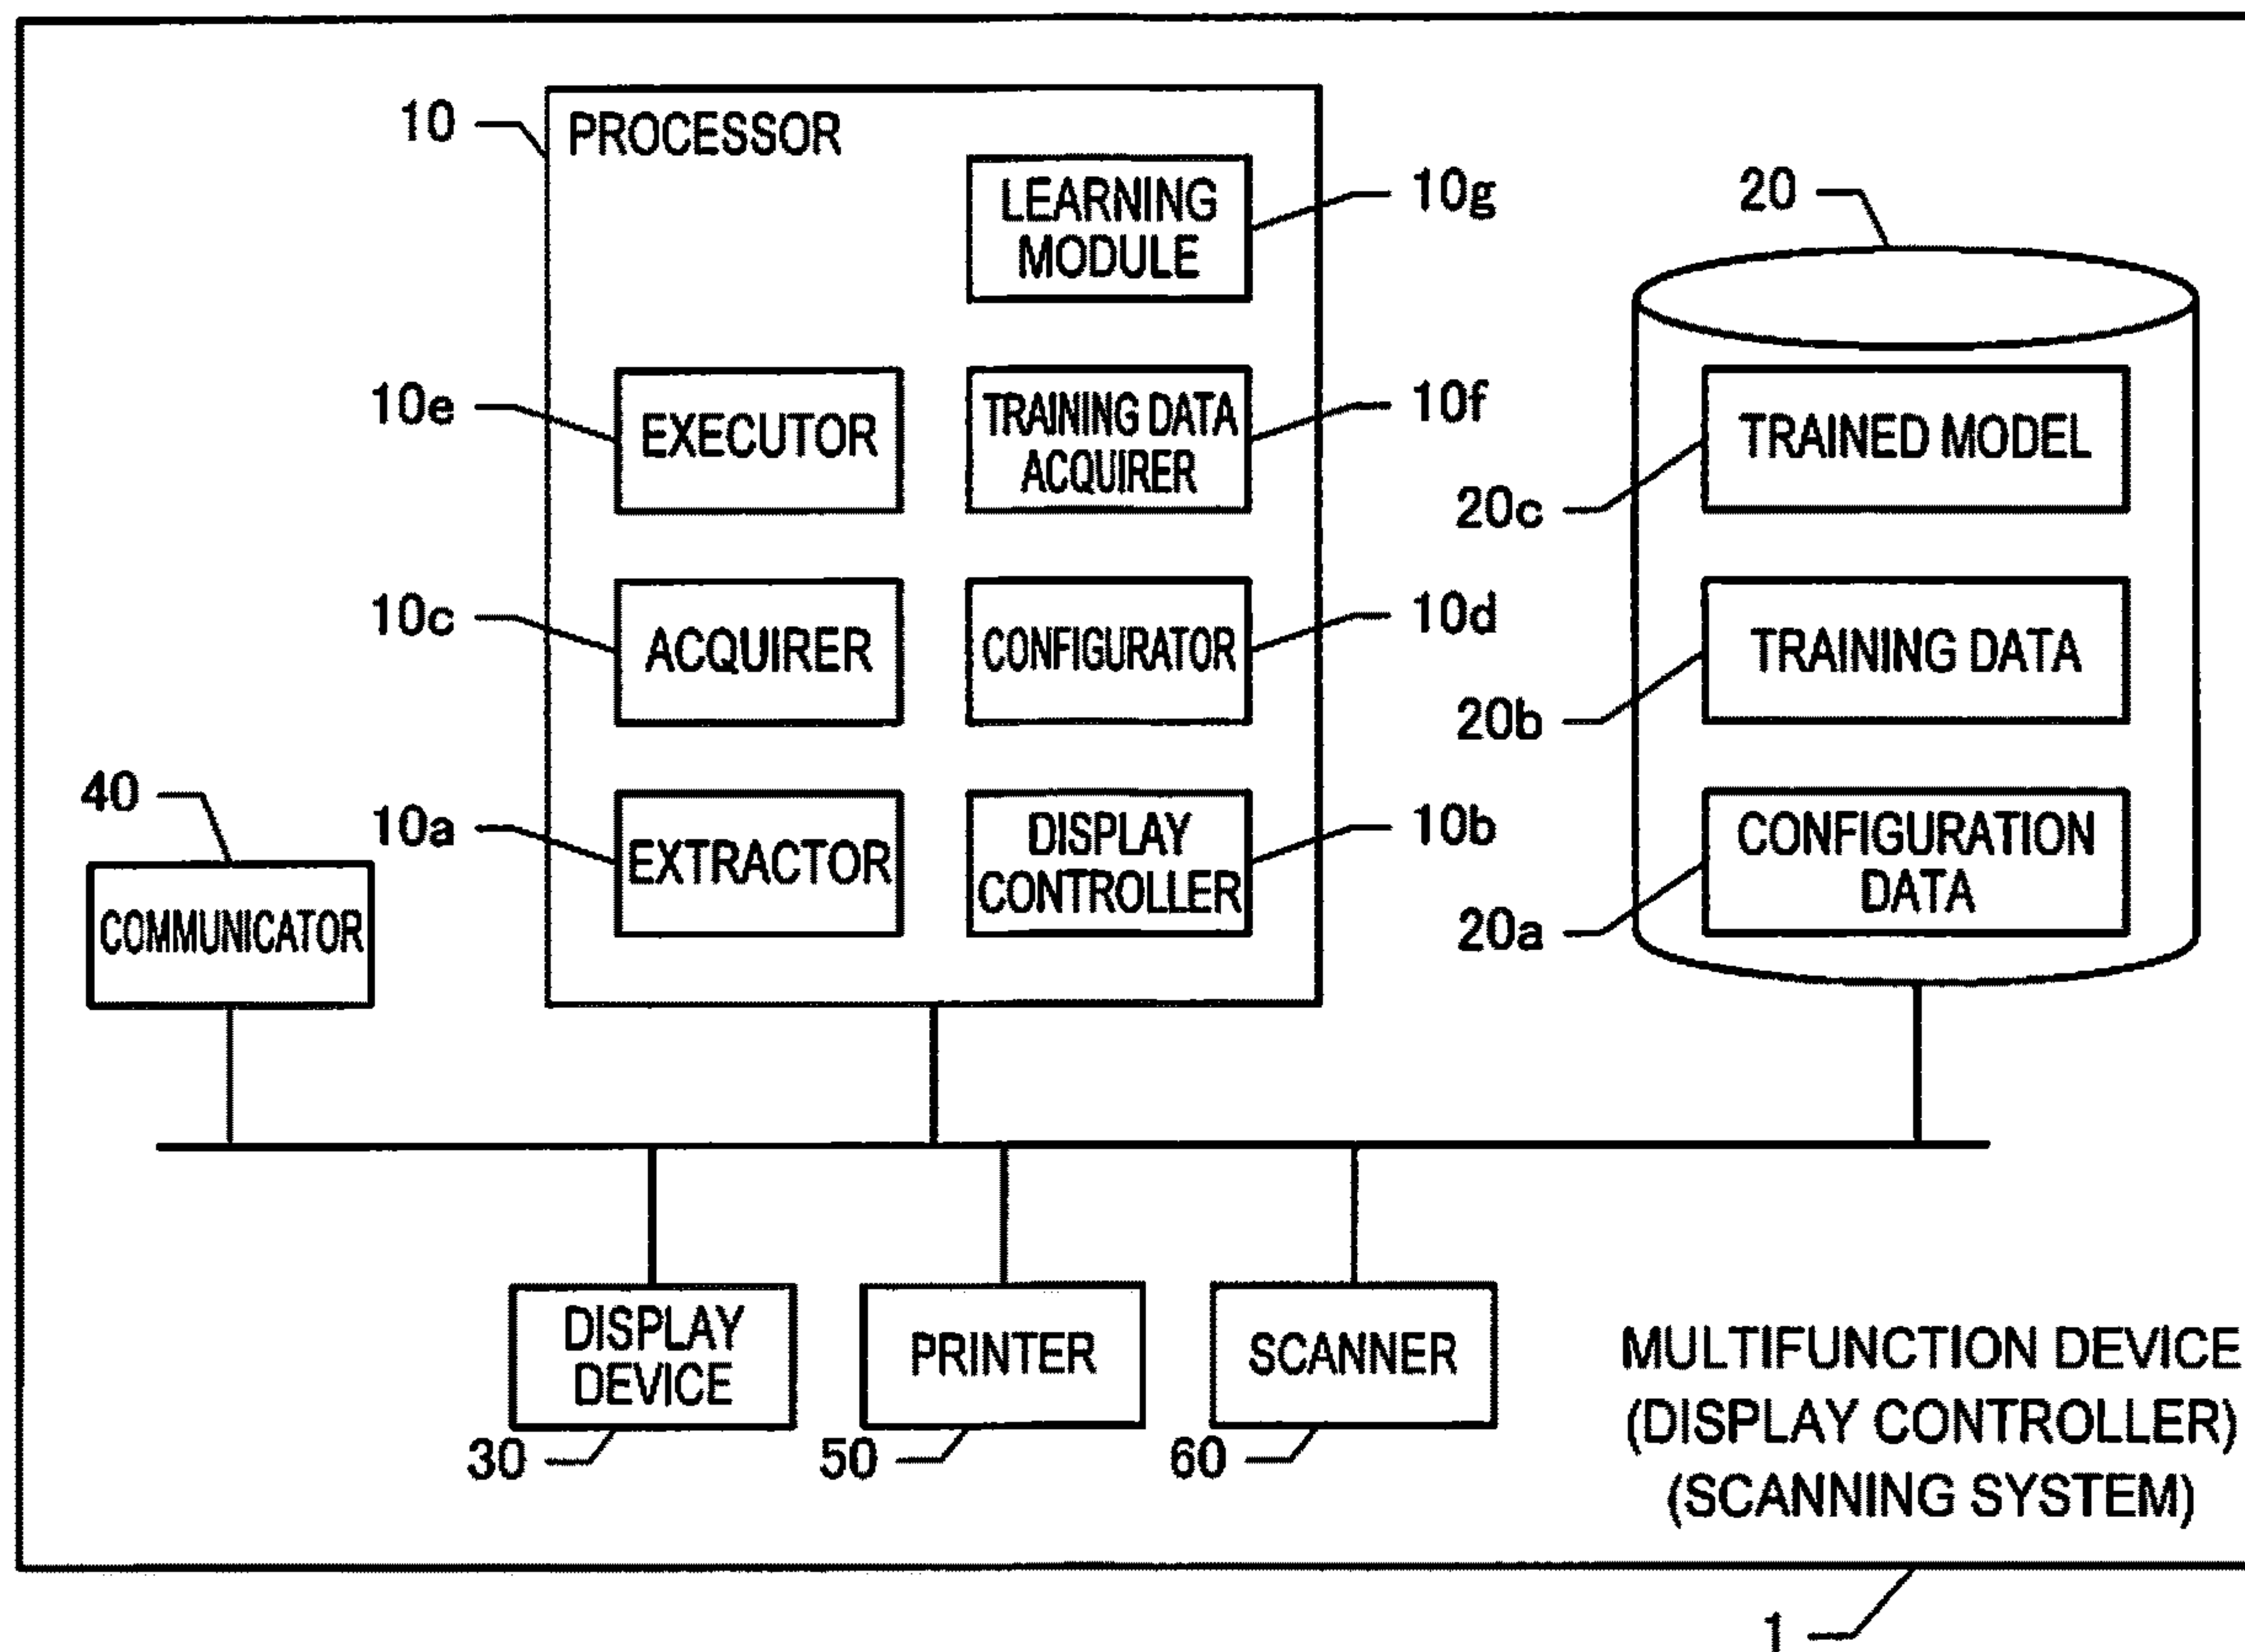 10
PROCESSOR
LEARNING
MODULE
10g
20
10e
EXECUTOR
TRAINING DATA
ACQUIRER
10f
TRAINED MODEL
20c
10c
ACQUIRER
CONFIGURATOR
10d
TRAINING DATA
20b
40
COMMUNICATOR
10a
EXTRACTOR
DISPLAY
CONTROLLER
10b
CONFIGURATION
DATA
20a
DISPLAY
DEVICE
30
PRINTER
50
SCANNER
60
MULTIFUNCTION DEVICE
(DISPLAY CONTROLLER)
(SCANNING SYSTEM)
1